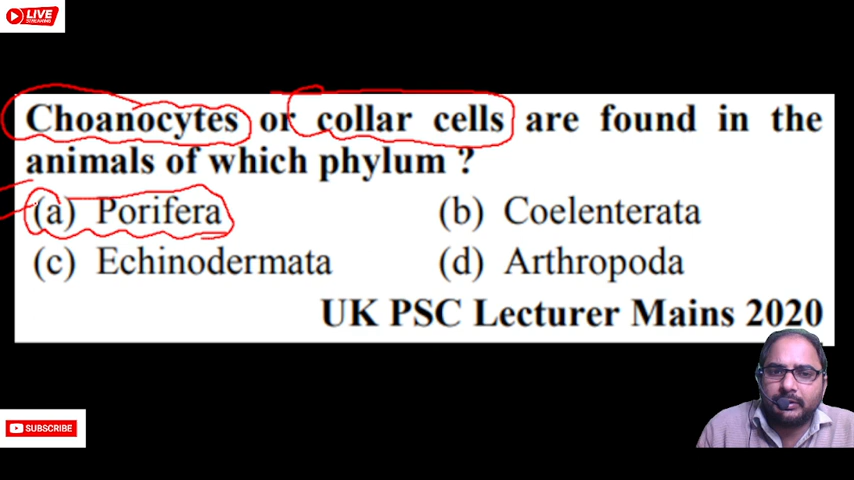 LIVE
STREAMING
Choanocytes or collar cells are found in the
animals of which phylum ?
(a) Porifera (b) Coelenterata
(c) Echinodermata (d) Arthropoda
UK PSC Lecturer Mains 2020
SUBSCRIBE